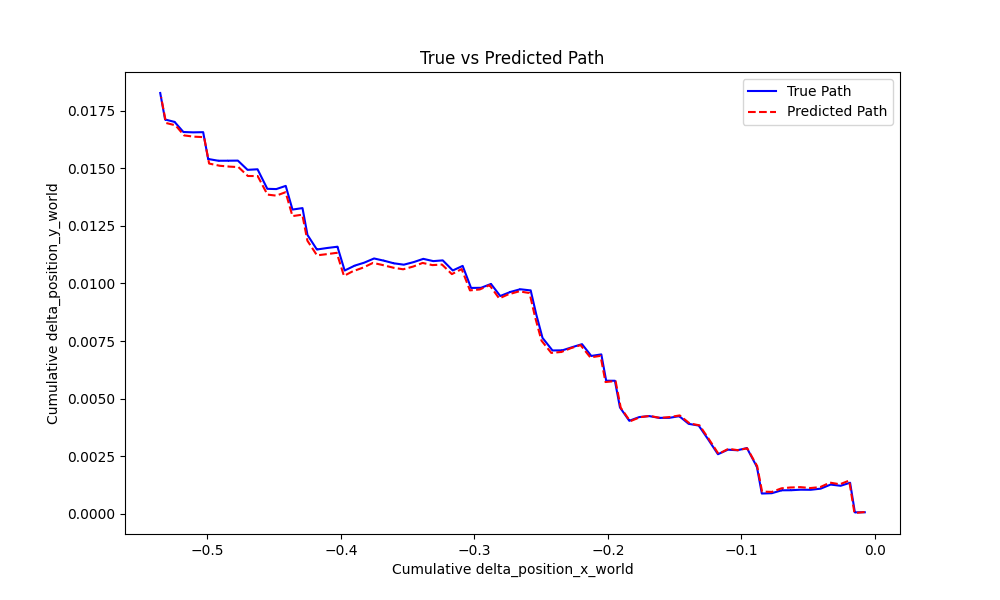 True vs Predicted Path
True Path
Predicted Path
0.0175
0.0150
0.0125
0.0100
0.0075
0.0050
0.0025
0.0000
Cumulative delta_position_y_world
−0.5
−0.4
−0.3
−0.2
−0.1
0.0
Cumulative delta_position_x_world